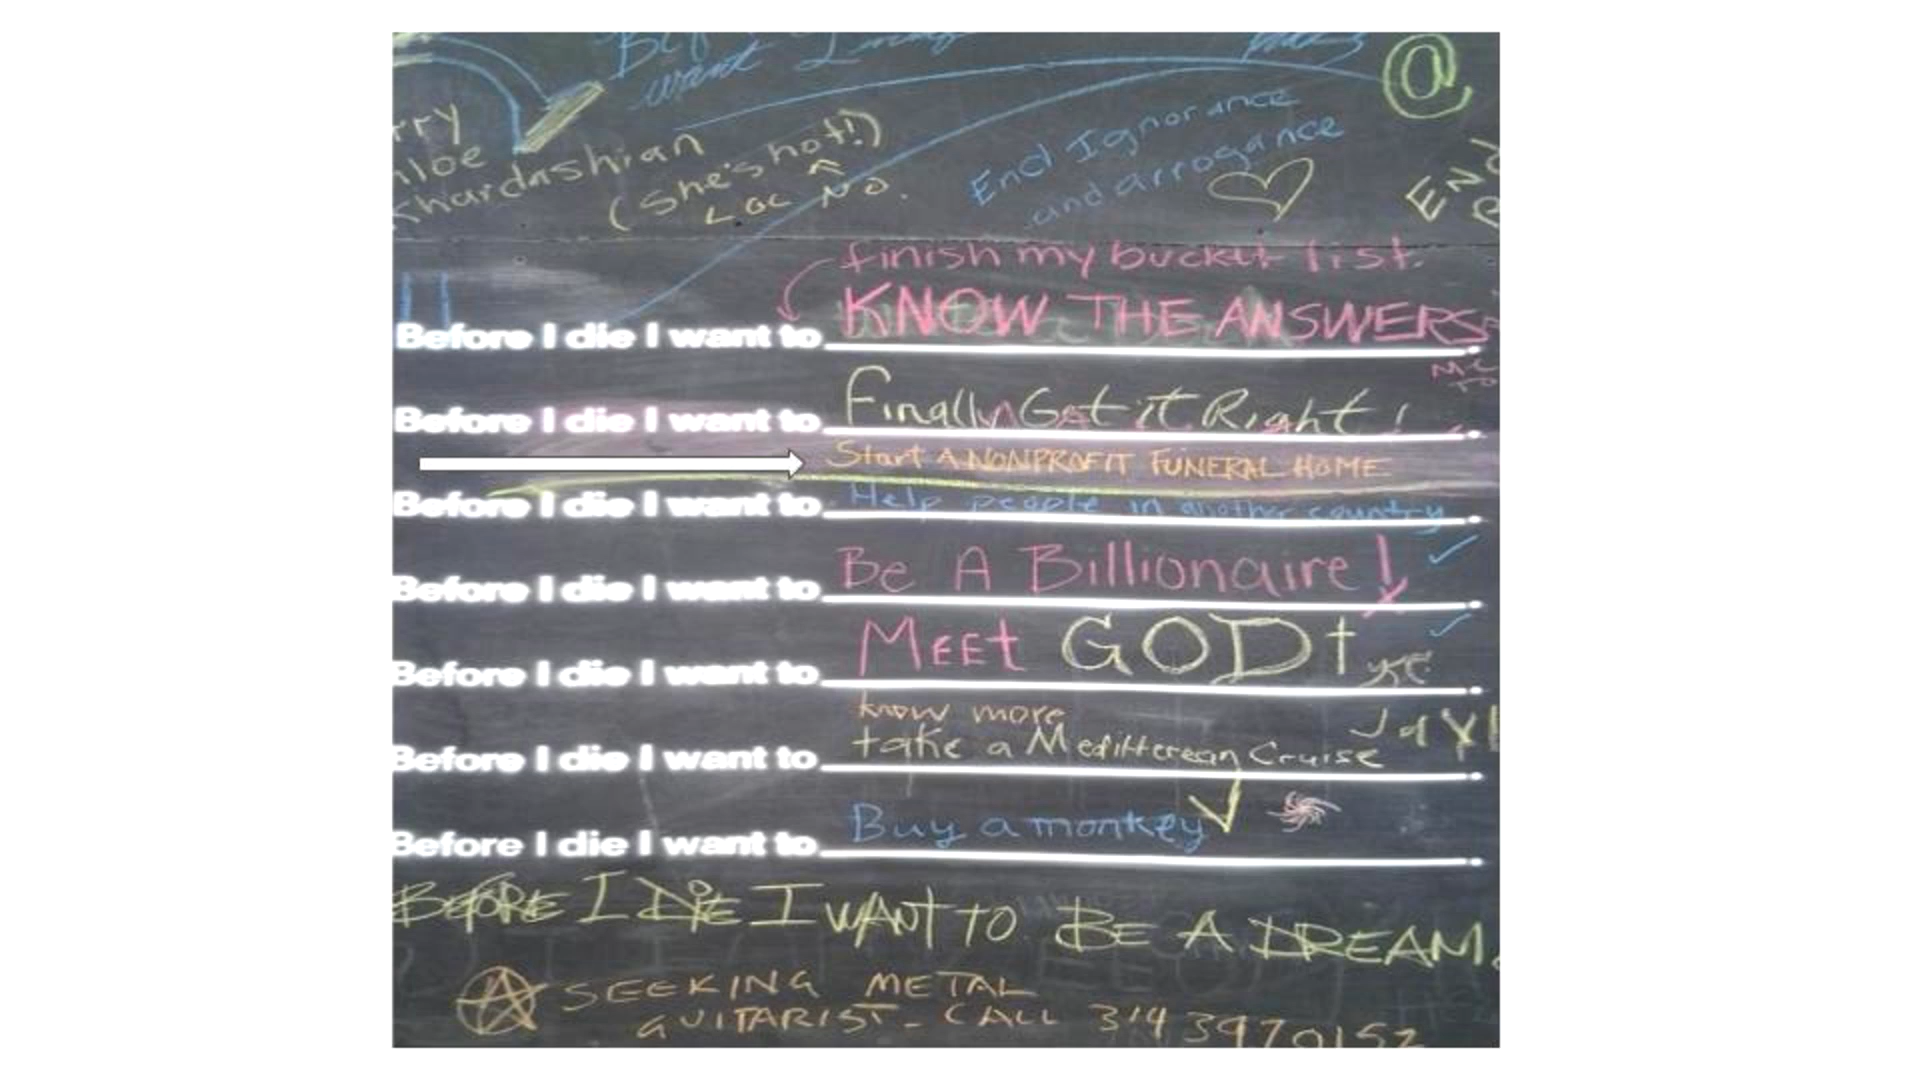 want
@
rry
hloe
khardashian
(she's hot!)
NO.
End Ignorance
and arrogance
END
finish my bucket list.
KNOW THE ANSWERS
Before I die I want to
Before I die I want to Finally Get it Right!
Start A NONPROFIT FUNERAL HOME
Before I die I want to Help people in another country
Before I die I want to Be A Billionaire!
Before I die I want to MEEt GOD
know more
Before I die I want to take a Mediterrean Cruise
Before I die I want to Buy a monkey
BEFORE I DIE I WANT TO BE A DREAM.
SEEKING METAL
GUITARIST - CALL 314 3970152